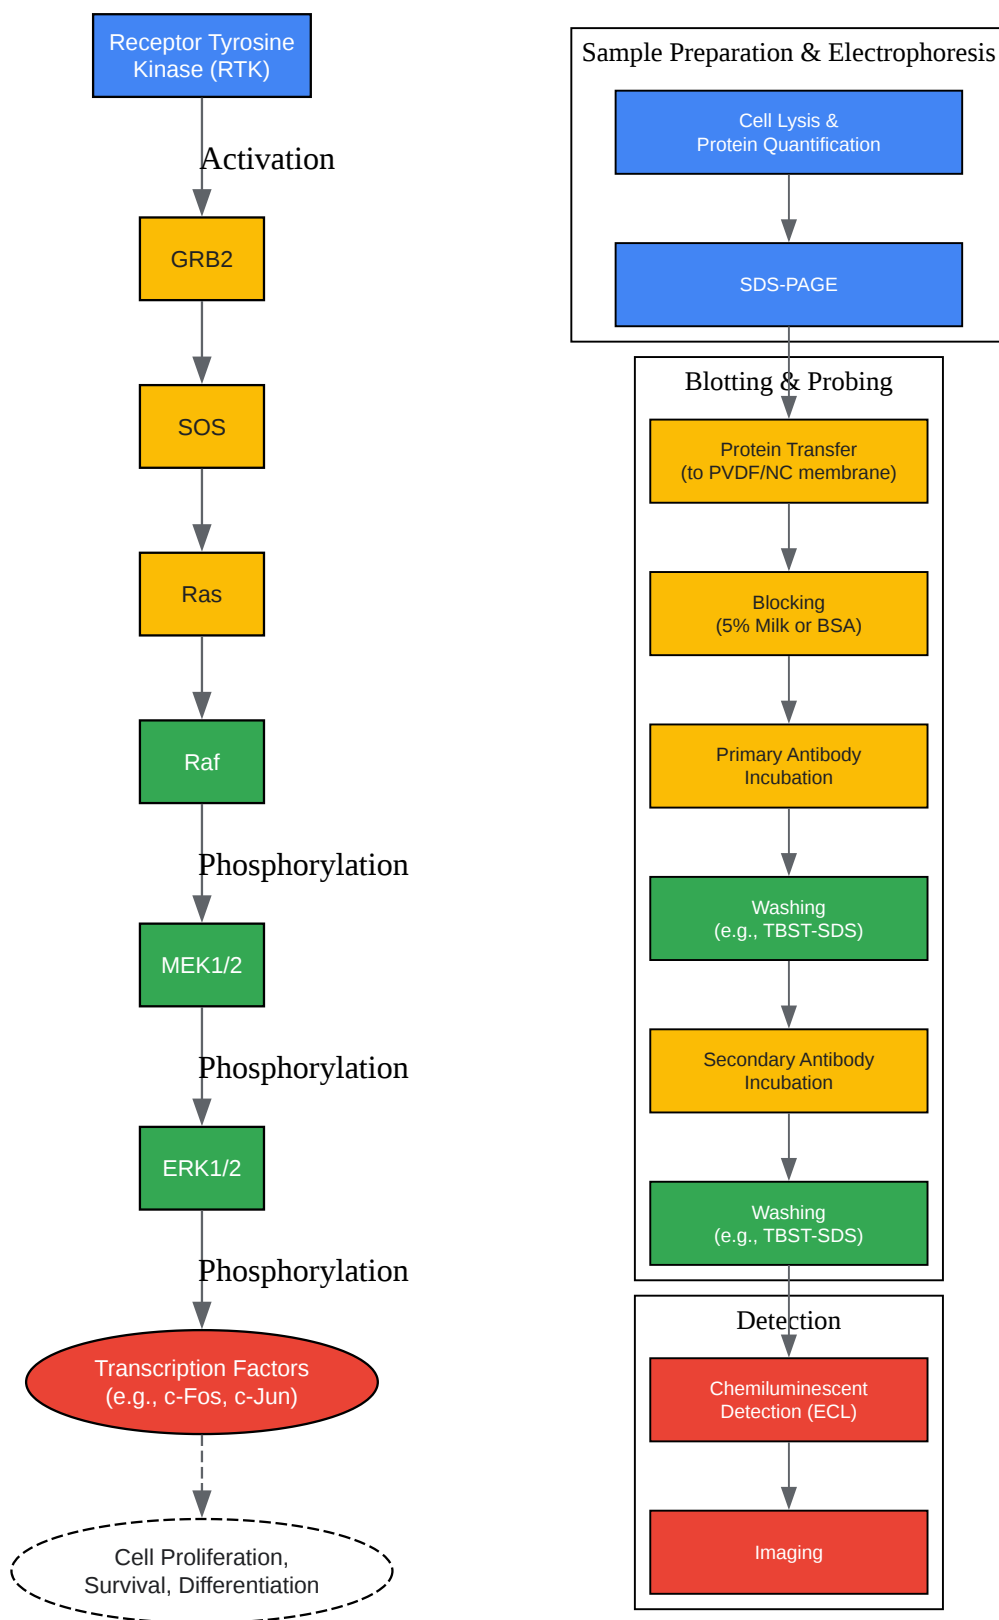 Receptor Tyrosine
Kinase (RTK)
Activation
GRB2
SOS
Ras
Raf
Phosphorylation
MEK1/2
Phosphorylation
ERK1/2
Phosphorylation
Transcription Factors
(e.g., c-Fos, c-Jun)
Cell Proliferation,
Survival, Differentiation
Sample Preparation & Electrophoresis
Cell Lysis &
Protein Quantification
SDS-PAGE
Blotting & Probing
Protein Transfer
(to PVDF/NC membrane)
Blocking
(5% Milk or BSA)
Primary Antibody
Incubation
Washing
(e.g., TBST-SDS)
Secondary Antibody
Incubation
Washing
(e.g., TBST-SDS)
Detection
Chemiluminescent
Detection (ECL)
Imaging